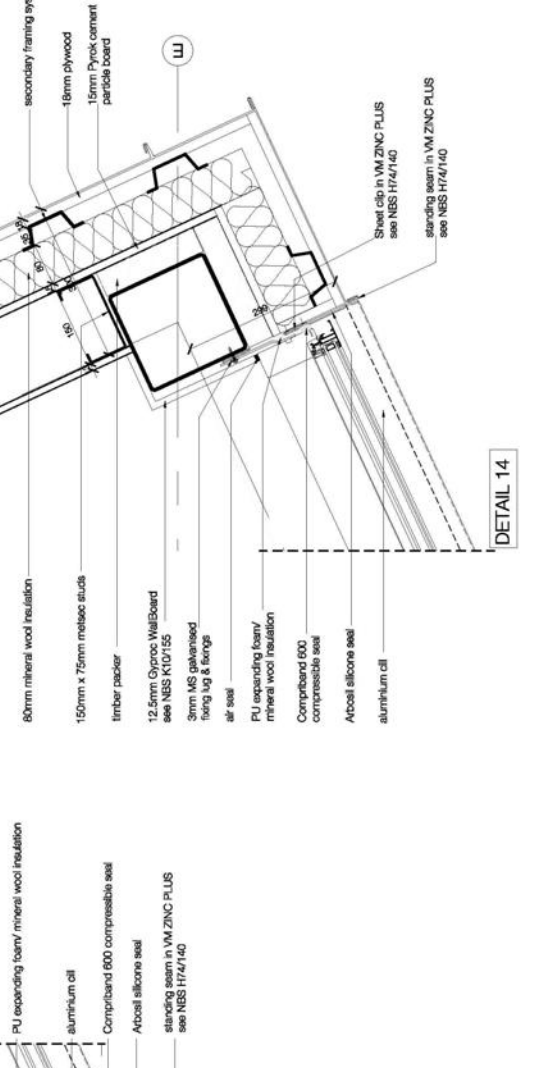 secondary framing sys
18mm plywood
15mm Pyrok cement
particle board
E
Sheet clip in VM ZINC PLUS
see NBS H74/140
standing seam in VM ZINC PLUS
see NBS H74/140
80mm mineral wool insulation
150mm x 75mm metsec studs
timber packer
12.5mm Gyproc WallBoard
see NBS K10/155
3mm MS galvanised
fixing lug & fixings
air seal
PU expanding foam/
mineral wool insulation
Compriband 600
compressible seal
Arbosil silicone seal
aluminium cill
80
150
295
DETAIL 14
PU expanding foam/ mineral wool insulation
aluminium cill
Compriband 600 compressible seal
Arbosil silicone seal
standing seam in VM ZINC PLUS
see NBS H74/140